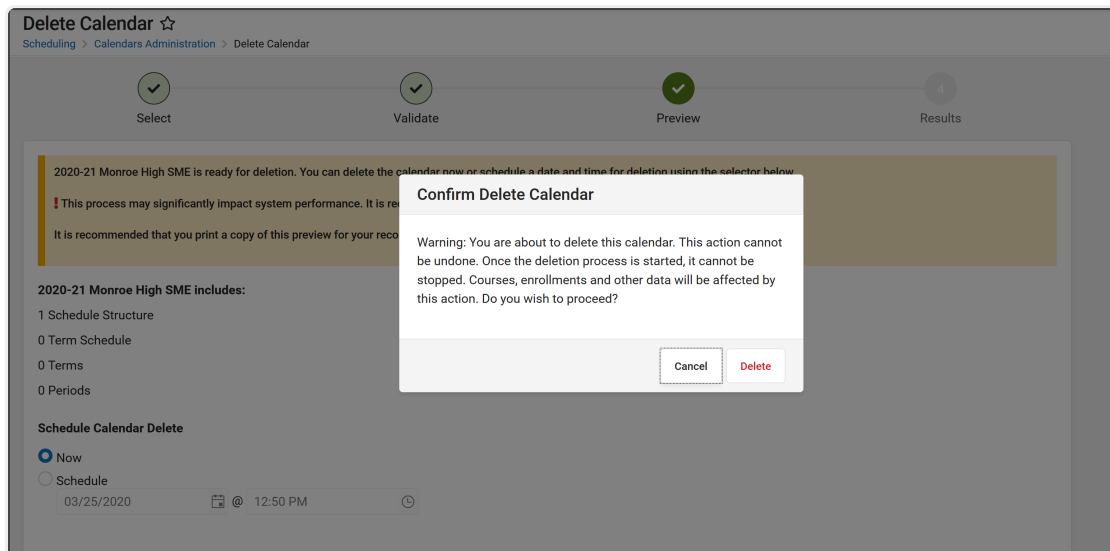 Delete Calendar
Scheduling > Calendars Administration > Delete Calendar
4
Select
Validate
Preview
Results
2020-21 Monroe High SME is ready for deletion. You can delete the calendar now or schedule a date and time for deletion using the selector below
! This process may significantly impact system performance. It is
It is recommended that you print a copy of this preview for your
Confirm Delete Calendar
Warning: You are about to delete this calendar. This action cannot
be undone. Once the deletion process is started, it cannot be
stopped. Courses, enrollments and other data will be affected by
this action. Do you wish to proceed?
Cancel
Delete
2020-21 Monroe High SME includes:
1 Schedule Structure
0 Term Schedule
0 Terms
0 Periods
Schedule Calendar Delete
Now
Schedule
03/25/2020 @ 12:50 PM